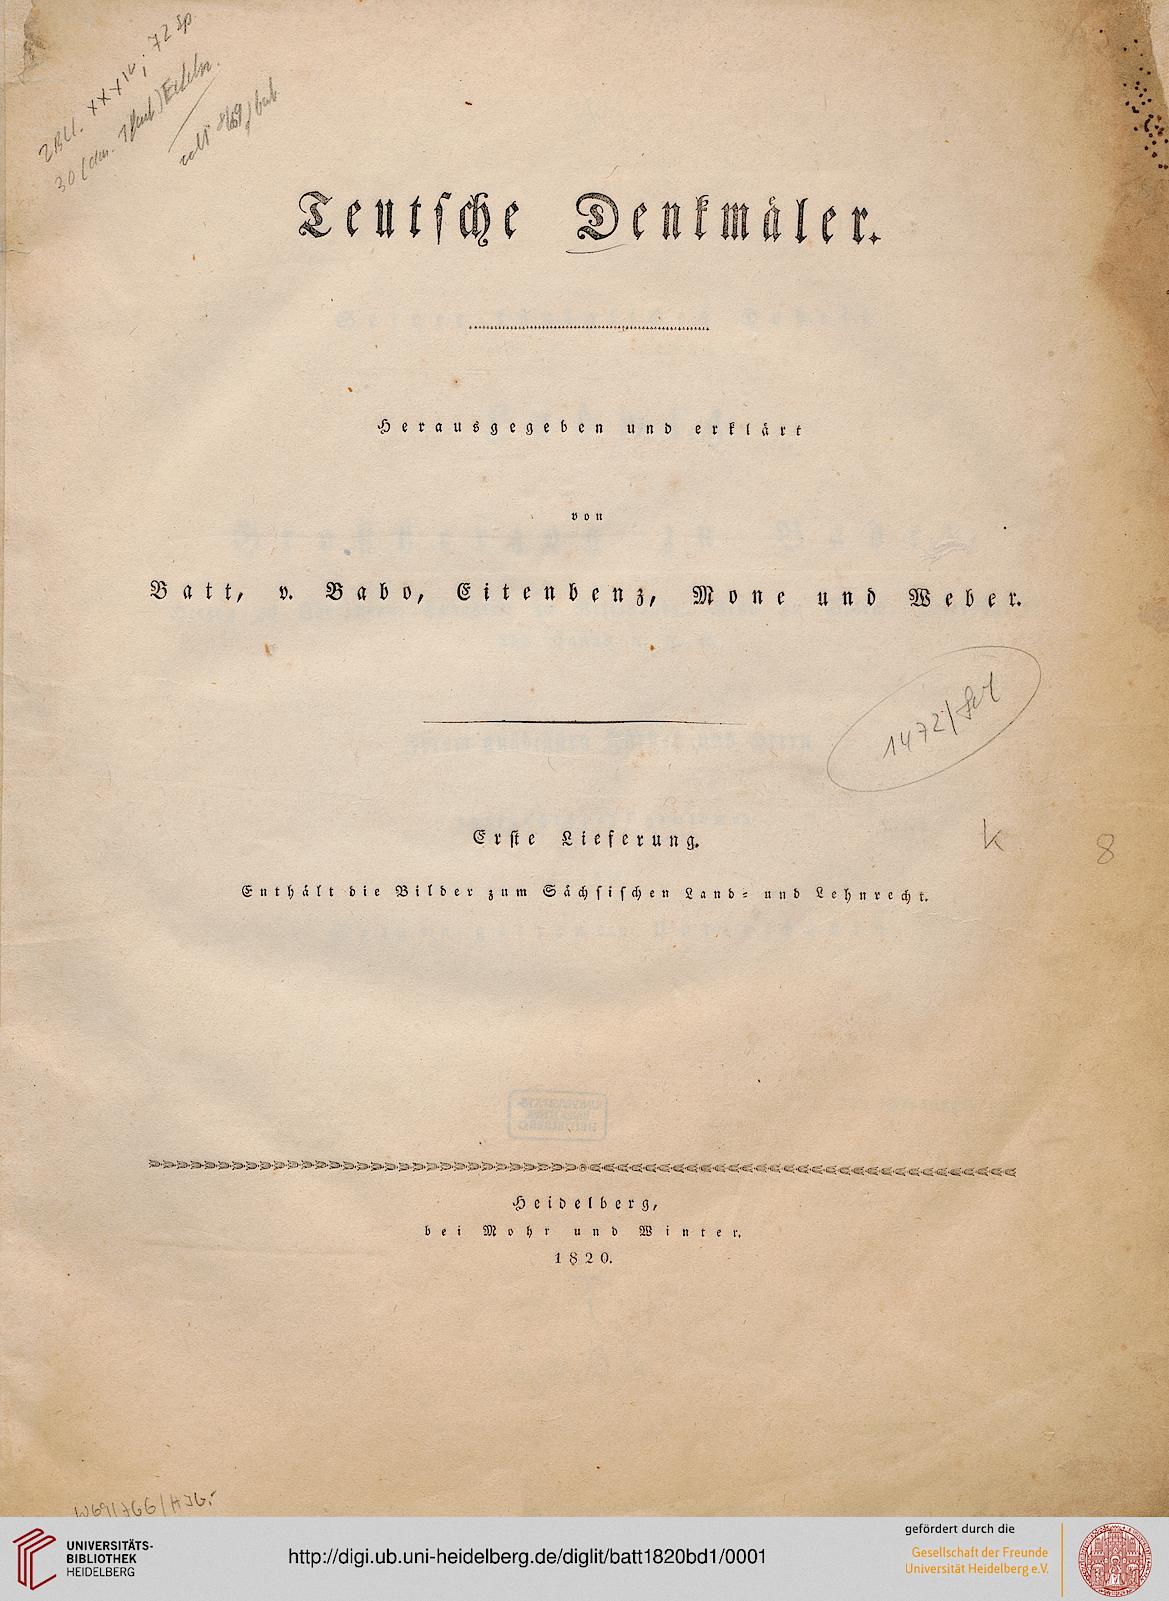 Teutsche Denkmäler.
Herausgegeben und erklärt
von
Batt, v. Babo, Eitenbenz, Mone und Weber.
1472/
k
8
Erste Lieferung.
Enthält die Bilder zum Sächsischen Land- und Lehnrecht.
Heidelberg,
bei Mohr und Winter.
1820.
UNIVERSITÄTS-
BIBLIOTHEK
HEIDELBERG
http://digi.ub.uni-heidelberg.de/diglit/batt1820bd1/0001
gefördert durch die
Gesellschaft der Freunde
Universität Heidelberg e.V.